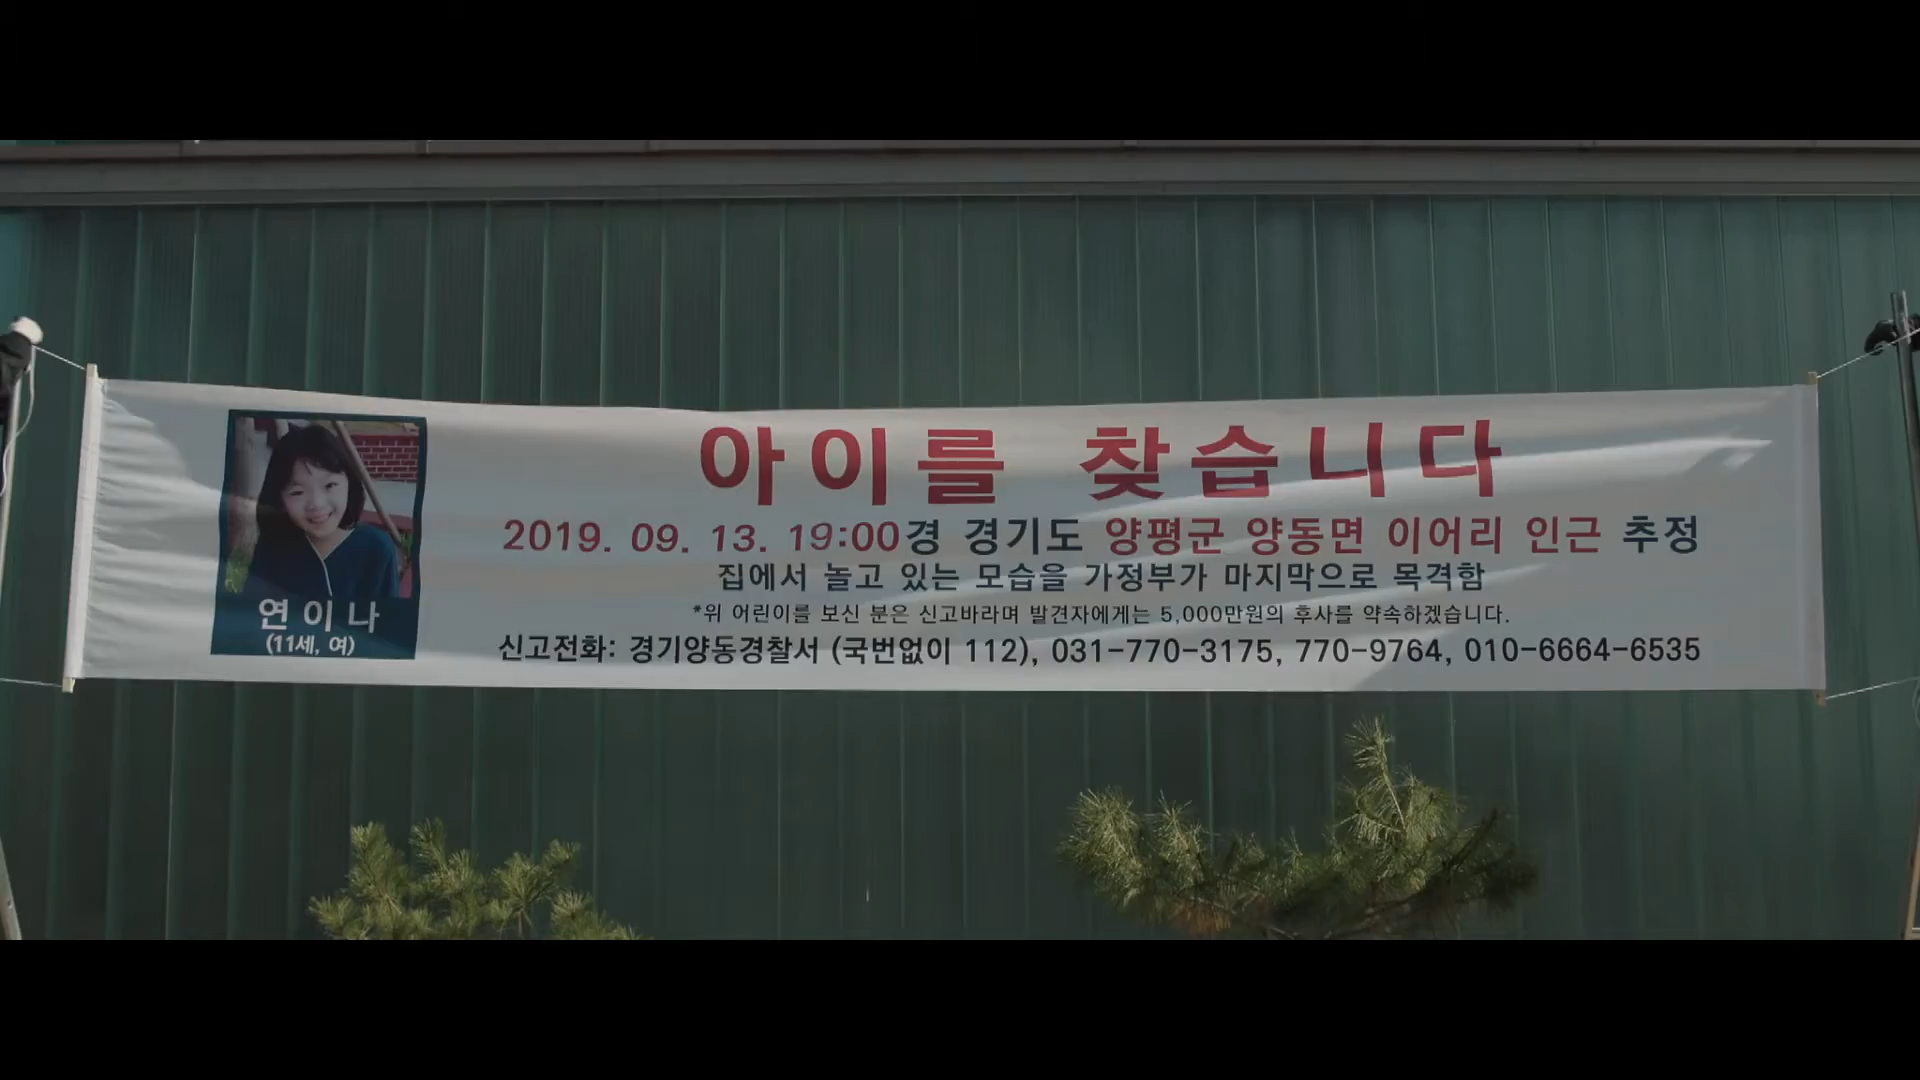 아이를 찾습니다
2019. 09. 13. 19:00경 경기도 양평군 양동면 이어리 인근 추정
집에서 놀고 있는 모습을 가정부가 마지막으로 목격함
*위 어린이를 보신 분은 신고바라며 발견자에게는 5,000만원의 후사를 약속하겠습니다.
신고전화: 경기양동경찰서 (국번없이 112), 031-770-3175, 770-9764, 010-6664-6535
연이나
(11세, 여)